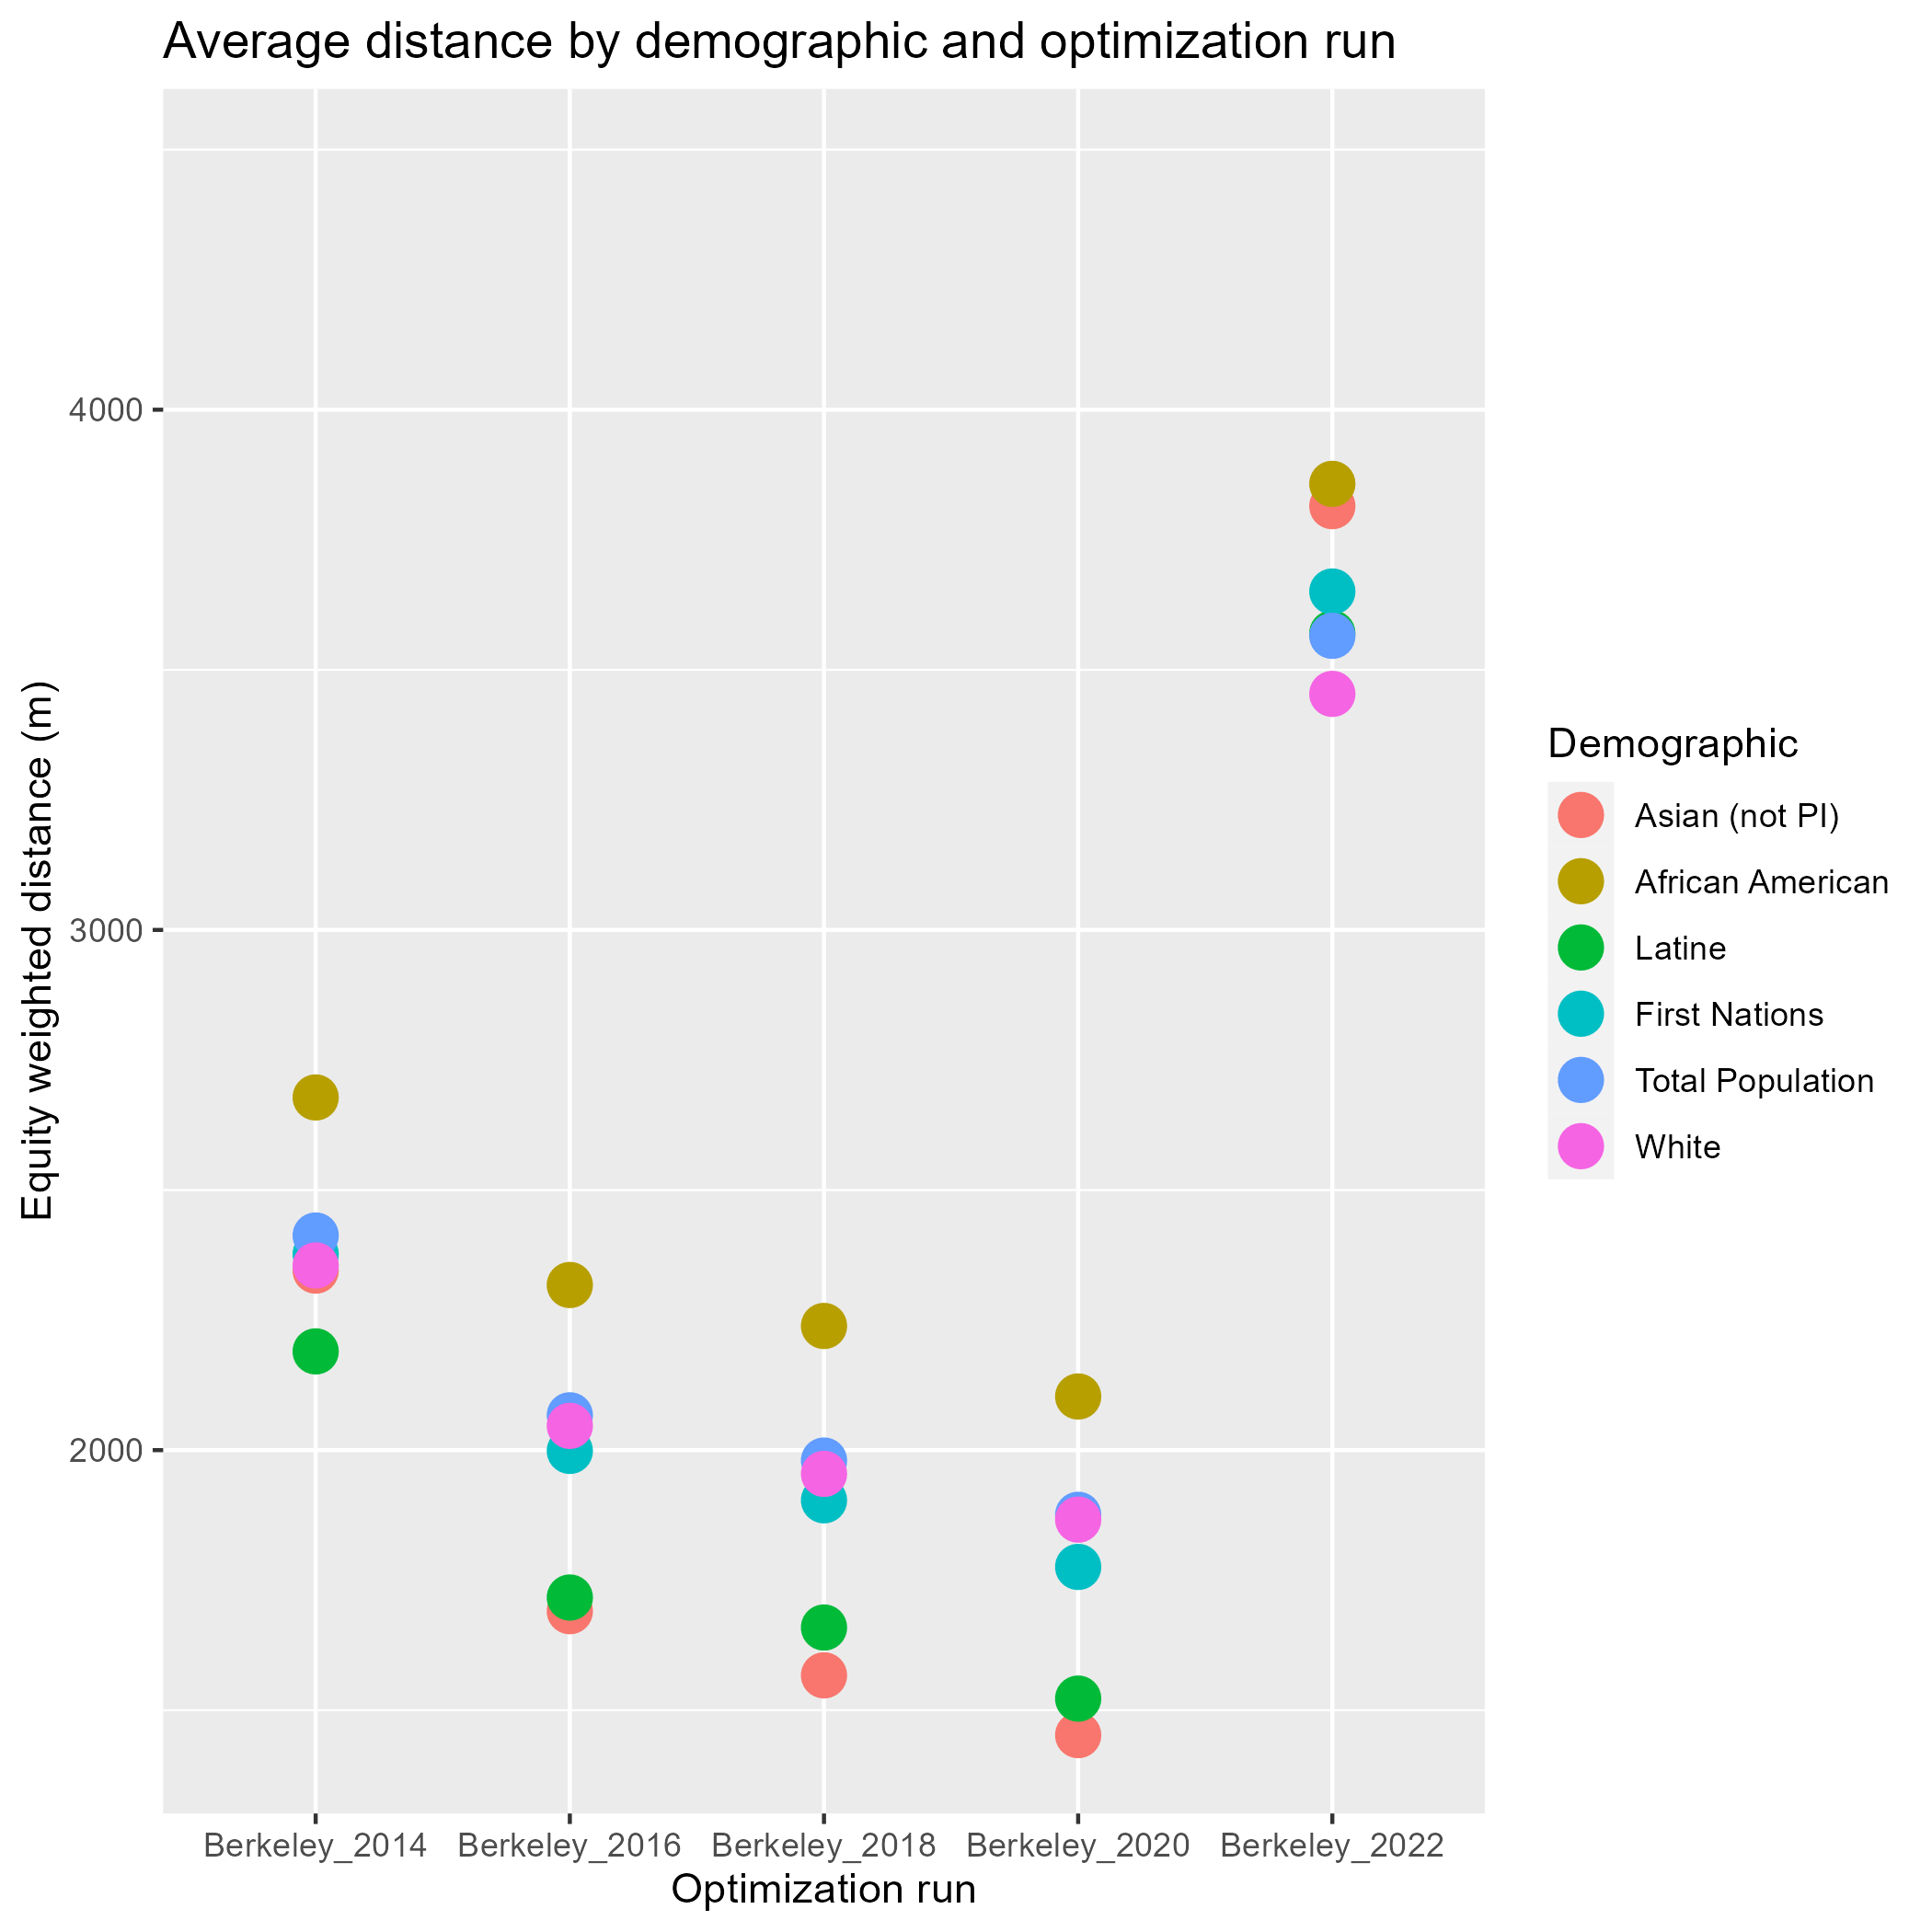 Average distance by demographic and optimization run
Equity weighted distance (m)
4000
3000
2000
Berkeley_2014
Berkeley_2016
Berkeley_2018
Berkeley_2020
Berkeley_2022
Optimization run
Demographic
Asian (not PI)
African American
Latine
First Nations
Total Population
White